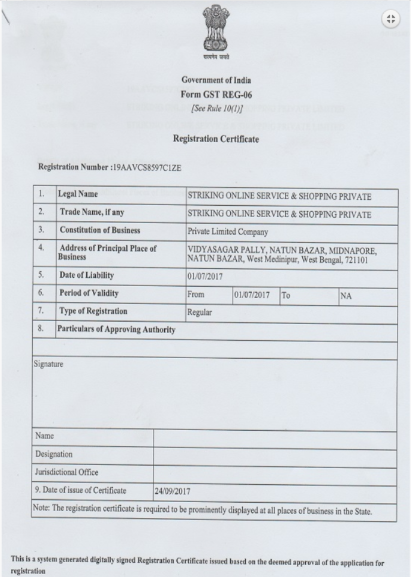 Government of India
Form GST REG-06
[See Rule 10(1)]
Registration Certificate
Registration Number :19AAVCS8597C1ZE
1. Legal Name STRIKING ONLINE SERVICE & SHOPPING PRIVATE
2. Trade Name, if any STRIKING ONLINE SERVICE & SHOPPING PRIVATE
3. Constitution of Business Private Limited Company
4. Address of Principal Place of Business VIDYASAGAR PALLY, NATUN BAZAR, MIDNAPORE,
NATUN BAZAR, West Medinipur, West Bengal, 721101
5. Date of Liability 01/07/2017
6. Period of Validity From 01/07/2017 To NA
7. Type of Registration Regular
8. Particulars of Approving Authority
Signature
Name
Designation
Jurisdictional Office
9. Date of issue of Certificate 24/09/2017
Note: The registration certificate is required to be prominently displayed at all places of business in the State.
This is a system generated digitally signed Registration Certificate issued based on the deemed approval of the application for
registration